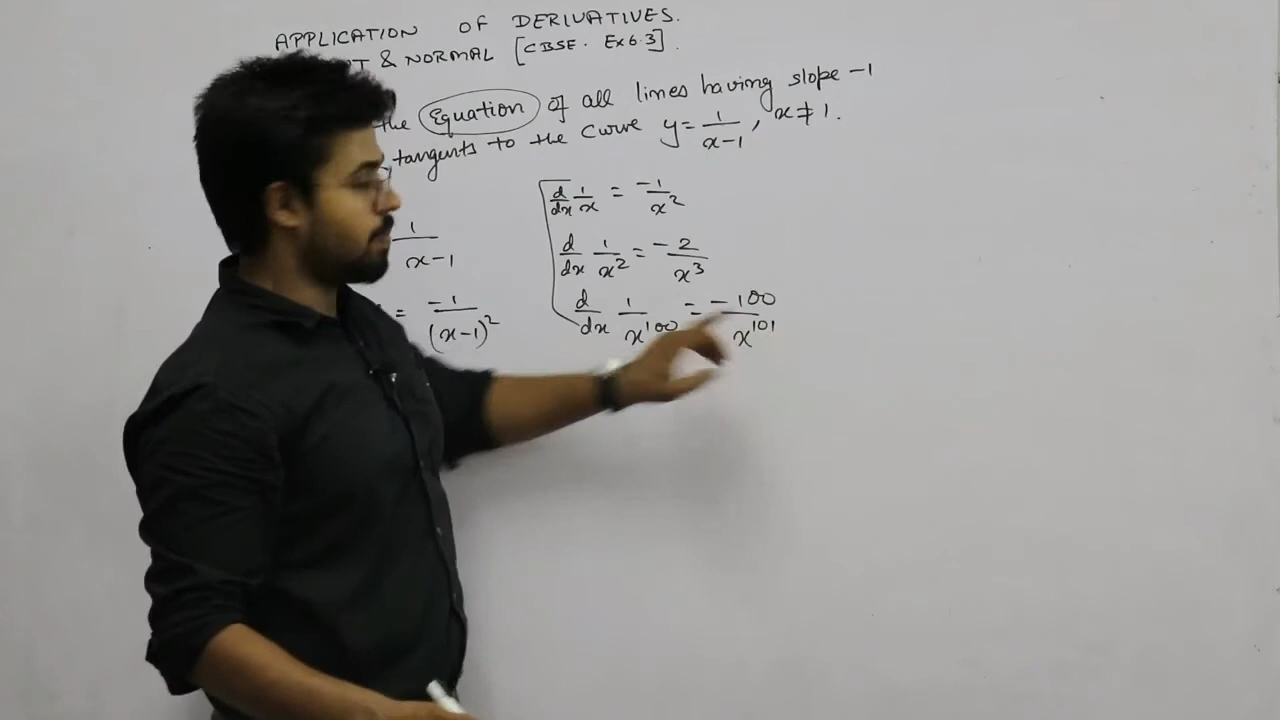 APPLICATION OF DERIVATIVES.
& NORMAL [CBSE. Ex 6.3].
the Equation of all lines having slope -1
tangents to the curve y = 1/(x-1), x ≠ 1.
d/dx 1/x = -1/x²
1/(x-1)
d/dx 1/x² = -2/x³
= -1/(x-1)²
d/dx 1/x¹⁰⁰ = -100/x¹⁰¹